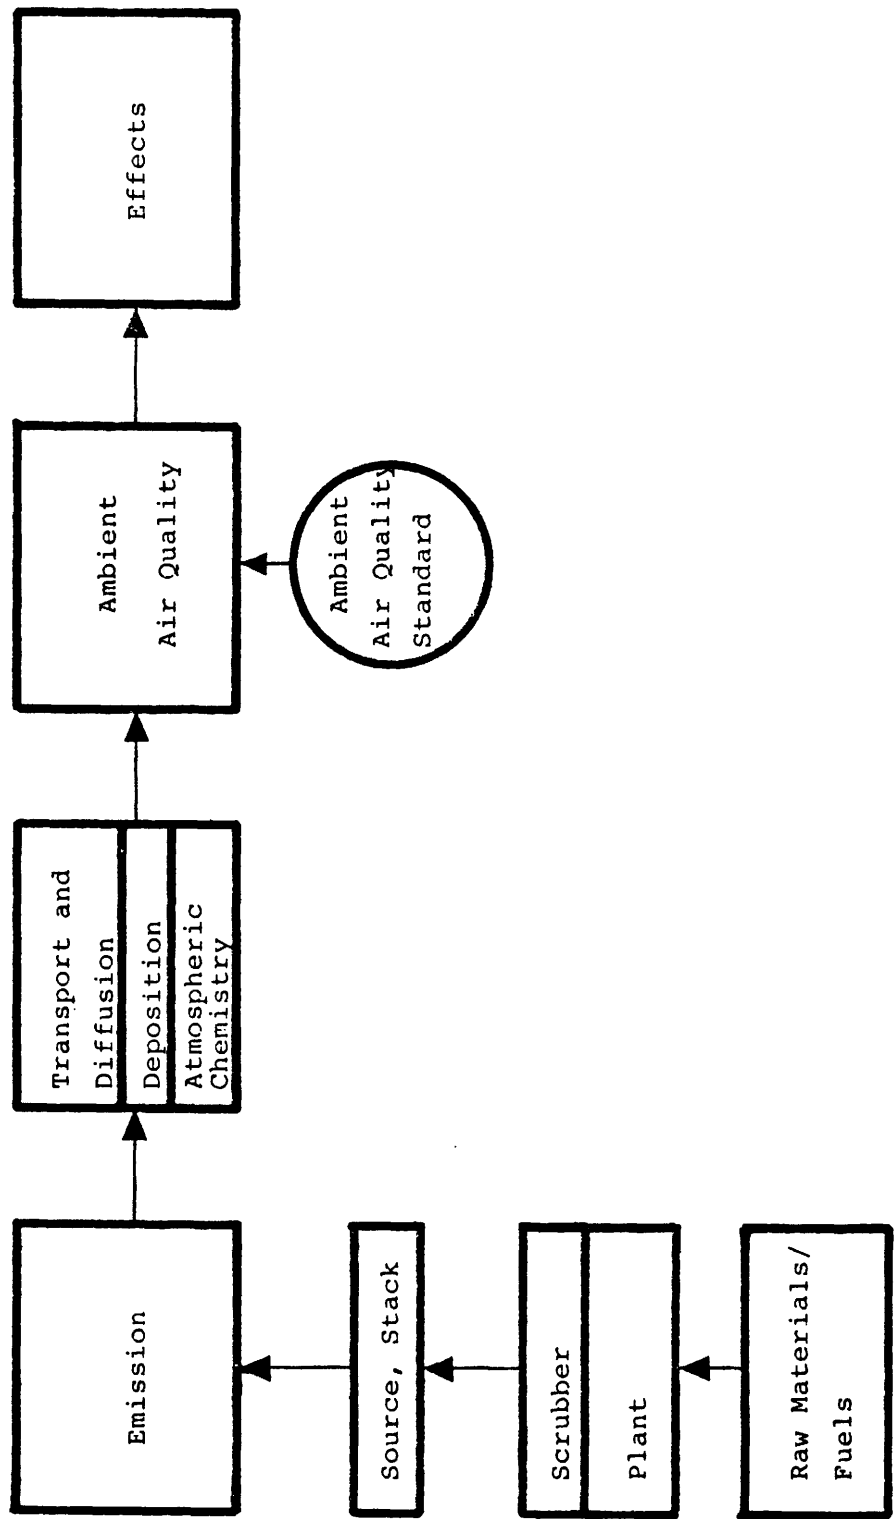 Emission
Transport and
Diffusion
Deposition
Atmospheric
Chemistry
Ambient
Air Quality
Effects
Ambient
Air Quality
Standard
Source, Stack
Scrubber
Plant
Raw Materials/
Fuels